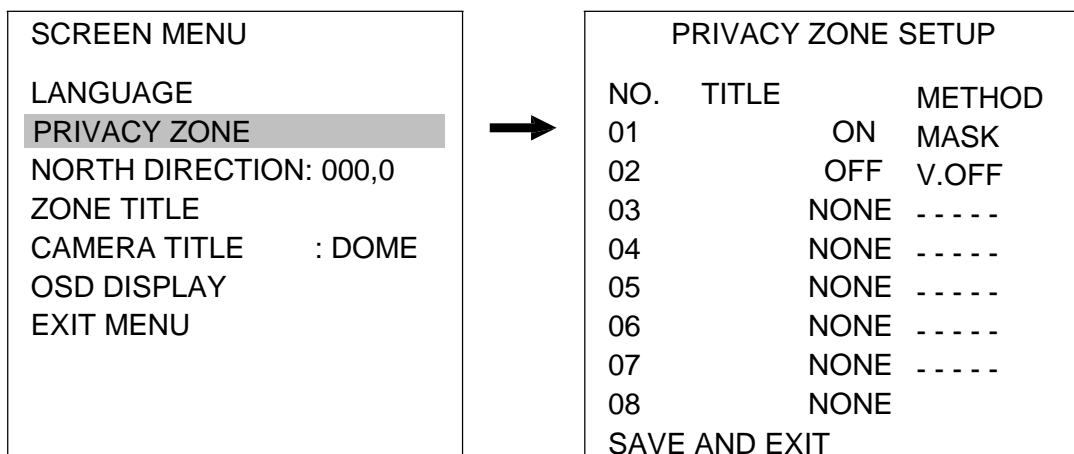 SCREEN MENU
LANGUAGE
PRIVACY ZONE
NORTH DIRECTION: 000,0
ZONE TITLE
CAMERA TITLE : DOME
OSD DISPLAY
EXIT MENU
PRIVACY ZONE SETUP
NO. TITLE METHOD
01 ON MASK
02 OFF V.OFF
03 NONE - - - - -
04 NONE - - - - -
05 NONE - - - - -
06 NONE - - - - -
07 NONE - - - - -
08 NONE
SAVE AND EXIT